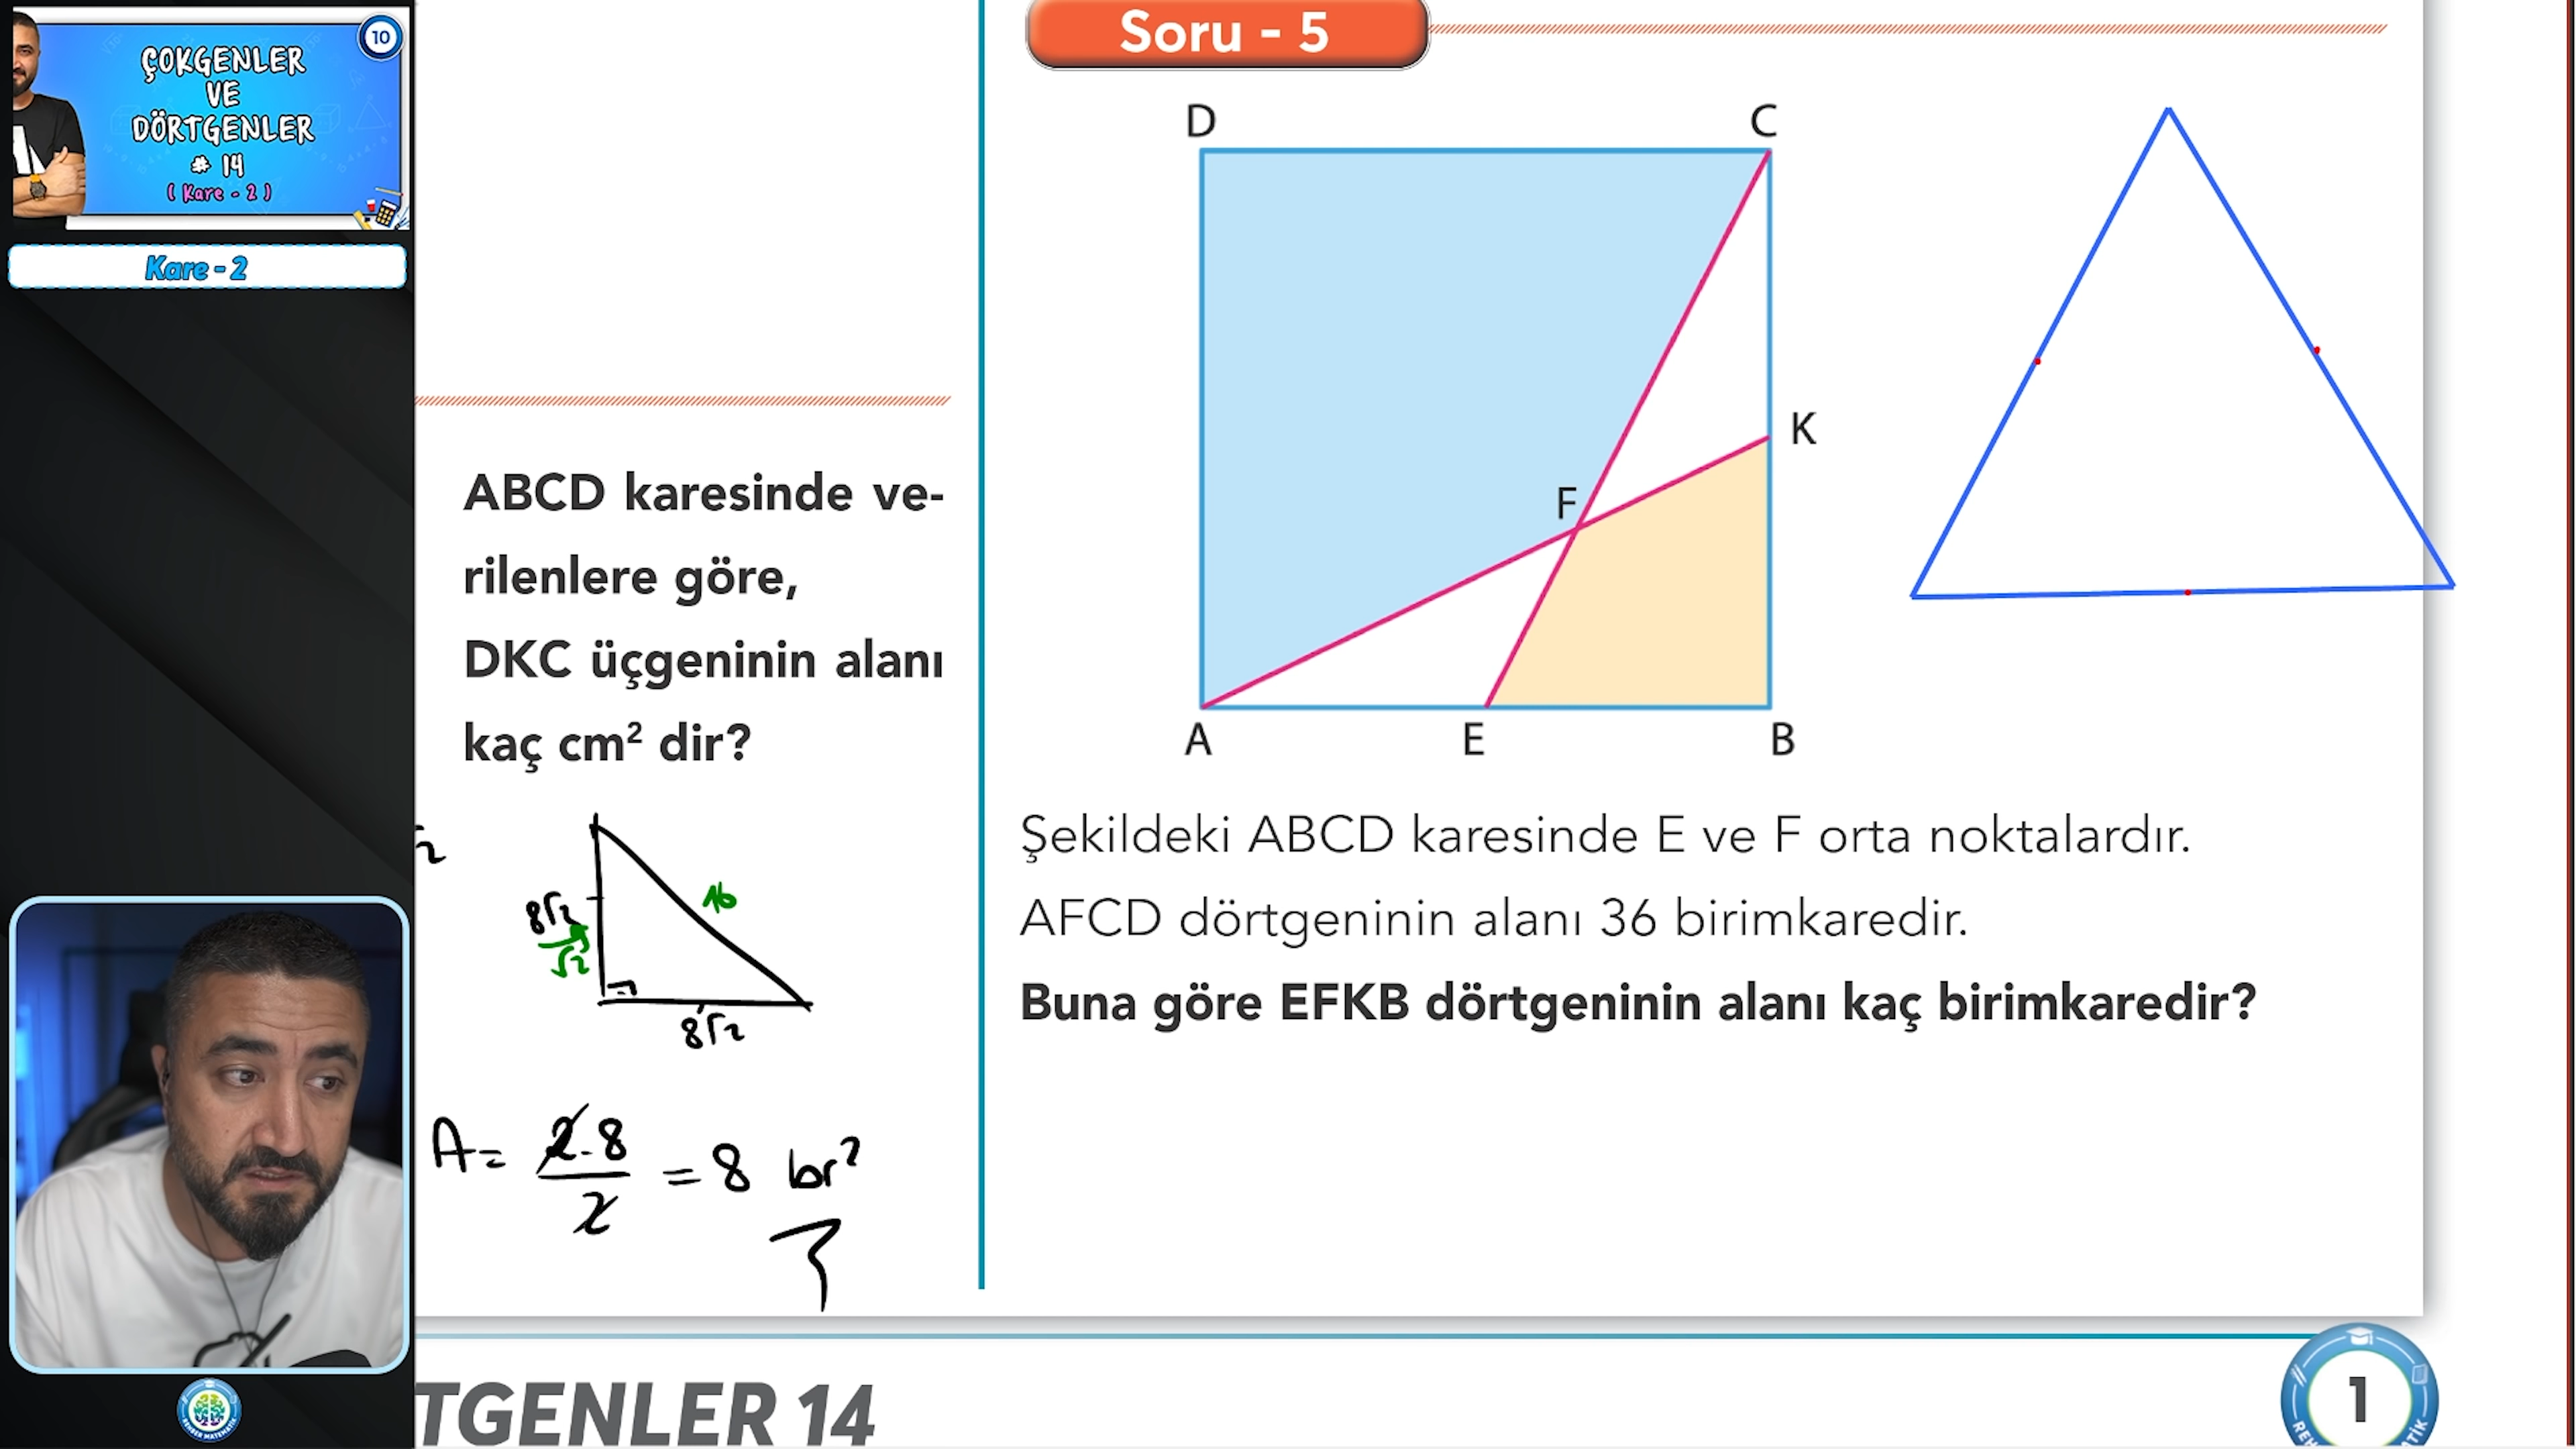 10
ÇOKGENLER
VE
DÖRTGENLER
# 14
( Kare - 2 )
Kare - 2
ABCD karesinde ve-
rilenlere göre,
DKC üçgeninin alanı
kaç cm² dir?
8√2
√2
16
8√2
A = 2·8 / 2 = 8 br²
Soru - 5
D
C
K
F
A
E
B
Şekildeki ABCD karesinde E ve F orta noktalardır.
AFCD dörtgeninin alanı 36 birimkaredir.
Buna göre EFKB dörtgeninin alanı kaç birimkaredir?
TGENLER 14
REHBER MATEMATİK
1